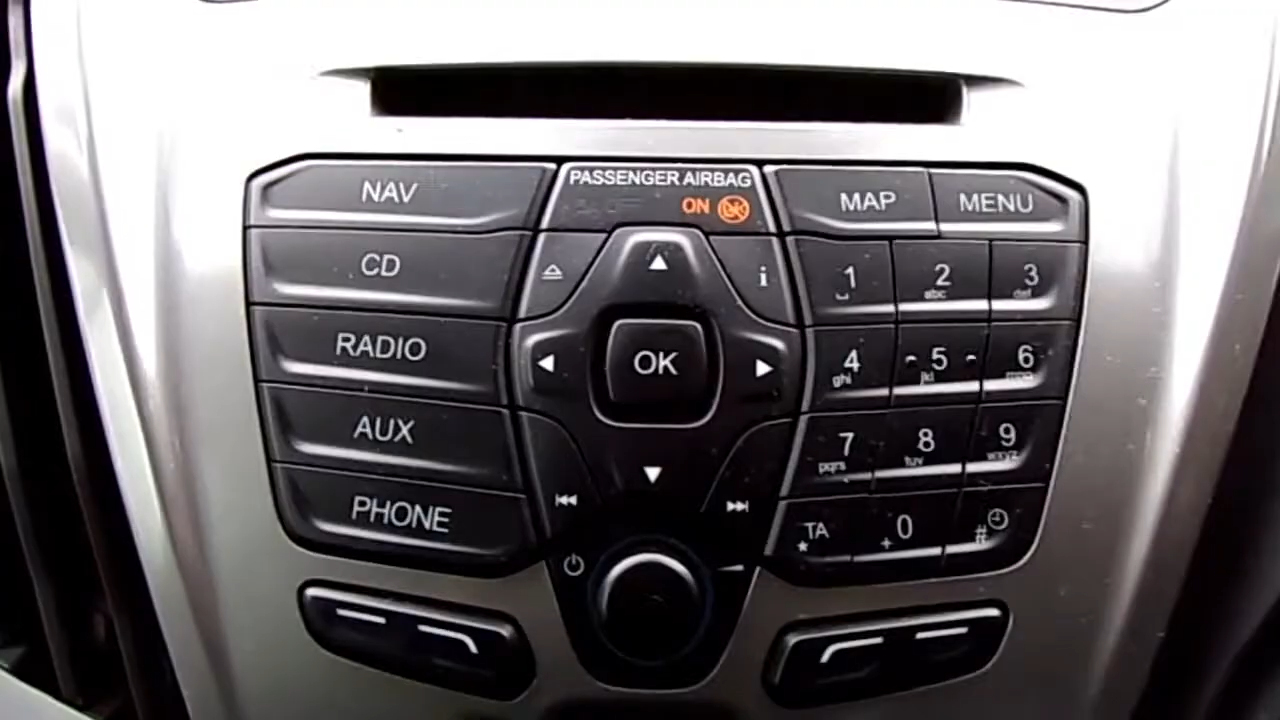 NAV
PASSENGER AIRBAG
ON
MAP
MENU
CD
i
1
2
abc
3
def
RADIO
OK
4
ghi
5
jkl
6
AUX
7
pqrs
8
tuv
9
wxyz
PHONE
TA
*
0
+
#